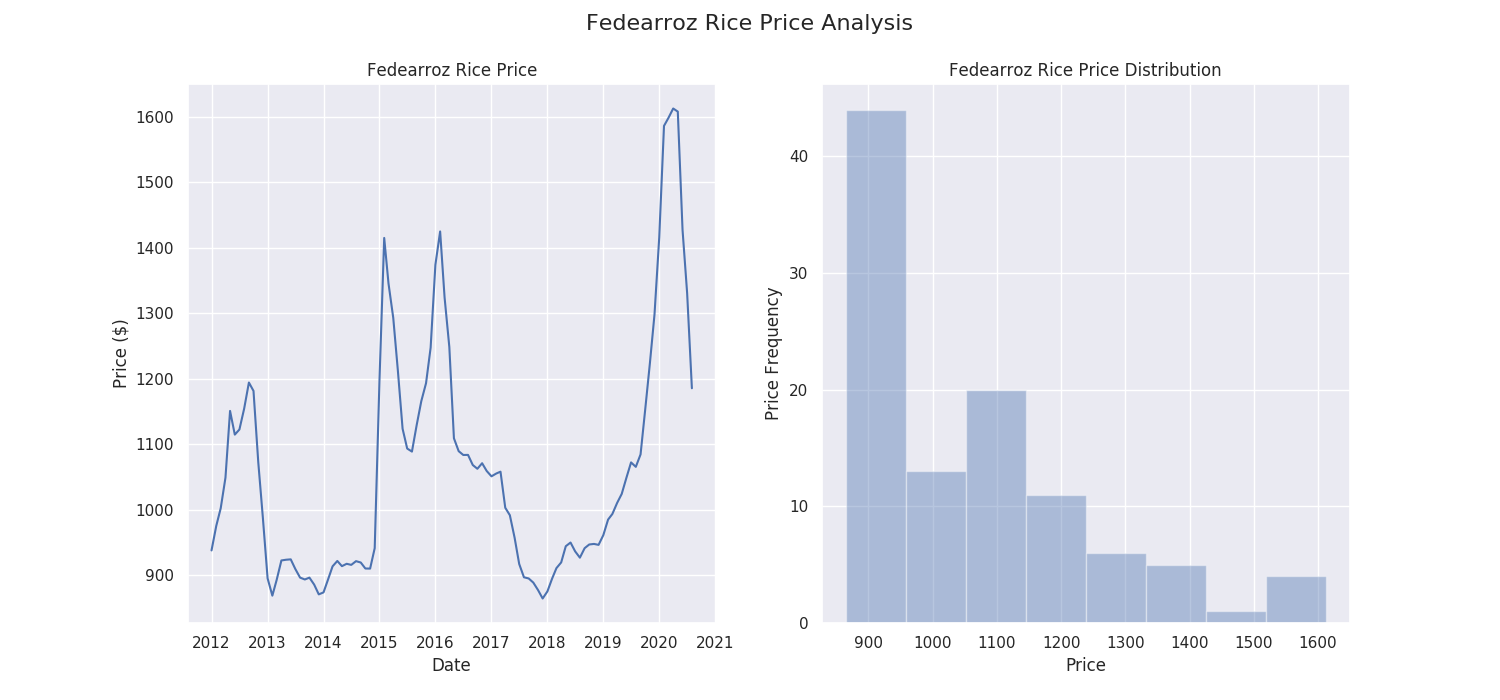 Fedearroz Rice Price Analysis
Fedearroz Rice Price
Price ($)
1600
1500
1400
1300
1200
1100
1000
900
2012 2013 2014 2015 2016 2017 2018 2019 2020 2021
Date
Fedearroz Rice Price Distribution
Price Frequency
40
30
20
10
0
900 1000 1100 1200 1300 1400 1500 1600
Price